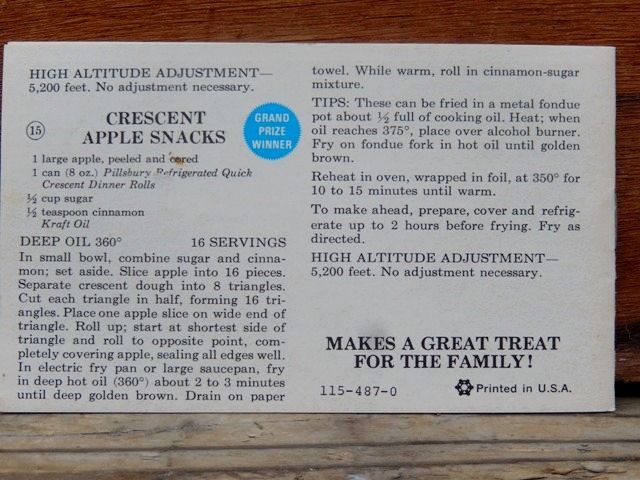 HIGH ALTITUDE ADJUSTMENT—
5,200 feet. No adjustment necessary.
15
CRESCENT
APPLE SNACKS
GRAND
PRIZE
WINNER
1 large apple, peeled and cored
1 can (8 oz.) Pillsbury Refrigerated Quick
Crescent Dinner Rolls
½ cup sugar
½ teaspoon cinnamon
Kraft Oil
DEEP OIL 360° 16 SERVINGS
In small bowl, combine sugar and cinna-
mon; set aside. Slice apple into 16 pieces.
Separate crescent dough into 8 triangles.
Cut each triangle in half, forming 16 tri-
angles. Place one apple slice on wide end of
triangle. Roll up; start at shortest side of
triangle and roll to opposite point, com-
pletely covering apple, sealing all edges well.
In electric fry pan or large saucepan, fry
in deep hot oil (360°) about 2 to 3 minutes
until deep golden brown. Drain on paper
towel. While warm, roll in cinnamon-sugar
mixture.
TIPS: These can be fried in a metal fondue
pot about ½ full of cooking oil. Heat; when
oil reaches 375°, place over alcohol burner.
Fry on fondue fork in hot oil until golden
brown.
Reheat in oven, wrapped in foil, at 350° for
10 to 15 minutes until warm.
To make ahead, prepare, cover and refrig-
erate up to 2 hours before frying. Fry as
directed.
HIGH ALTITUDE ADJUSTMENT—
5,200 feet. No adjustment necessary.
MAKES A GREAT TREAT
FOR THE FAMILY!
115-487-0 Printed in U.S.A.